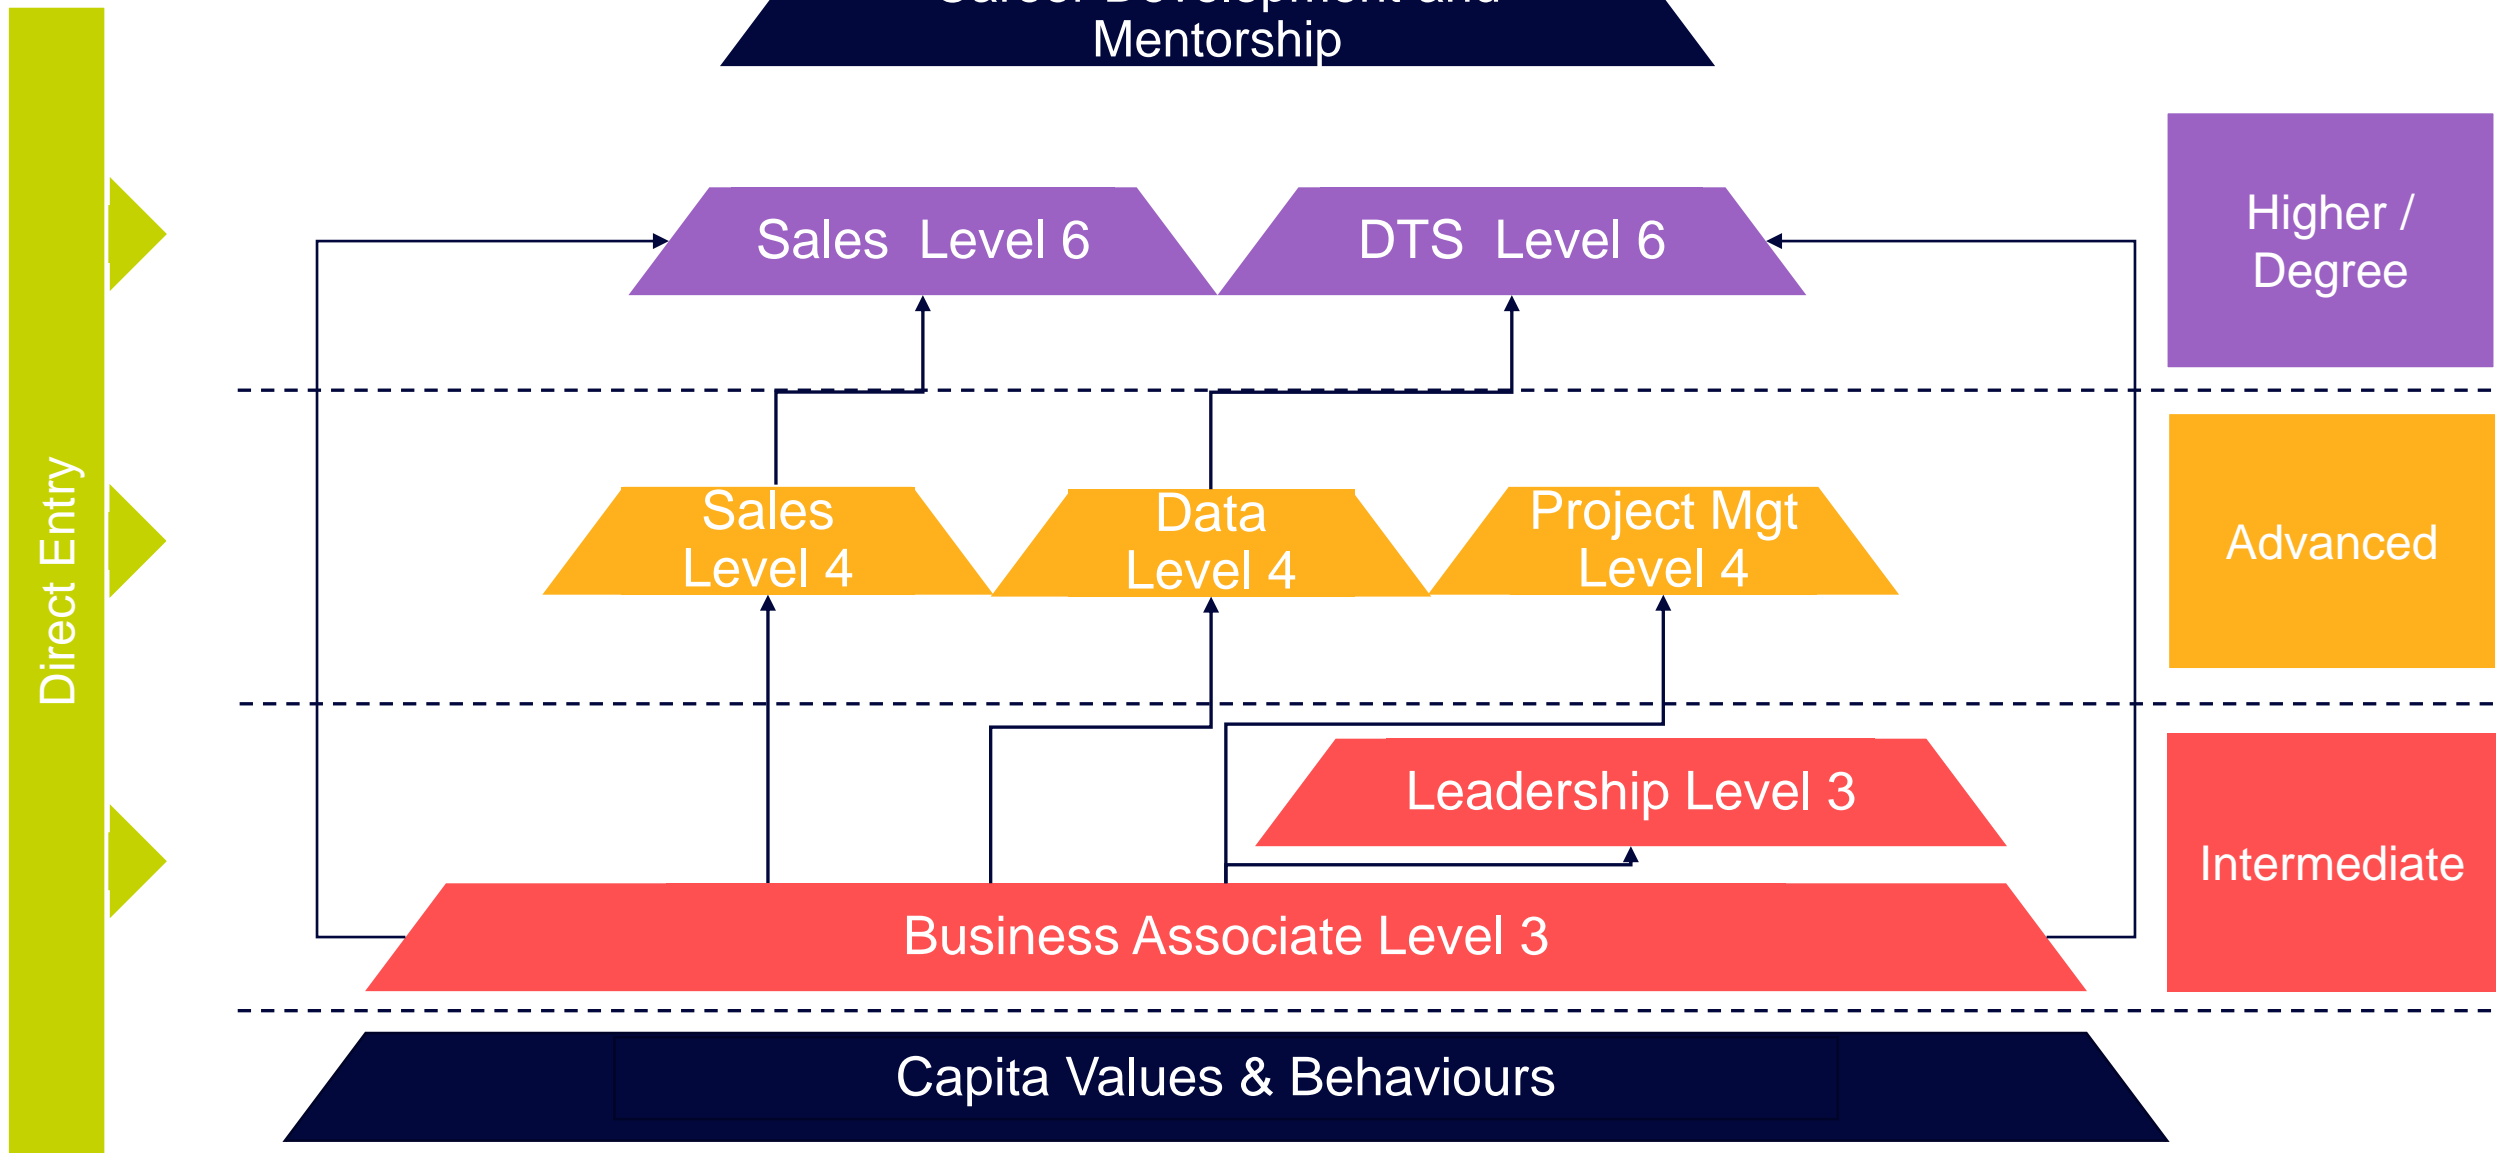 Mentorship
Sales Level 6
DTS Level 6
Higher /
Degree
Direct Entry
Sales
Level 4
Data
Level 4
Project Mgt
Level 4
Advanced
Leadership Level 3
Intermediate
Business Associate Level 3
Capita Values & Behaviours